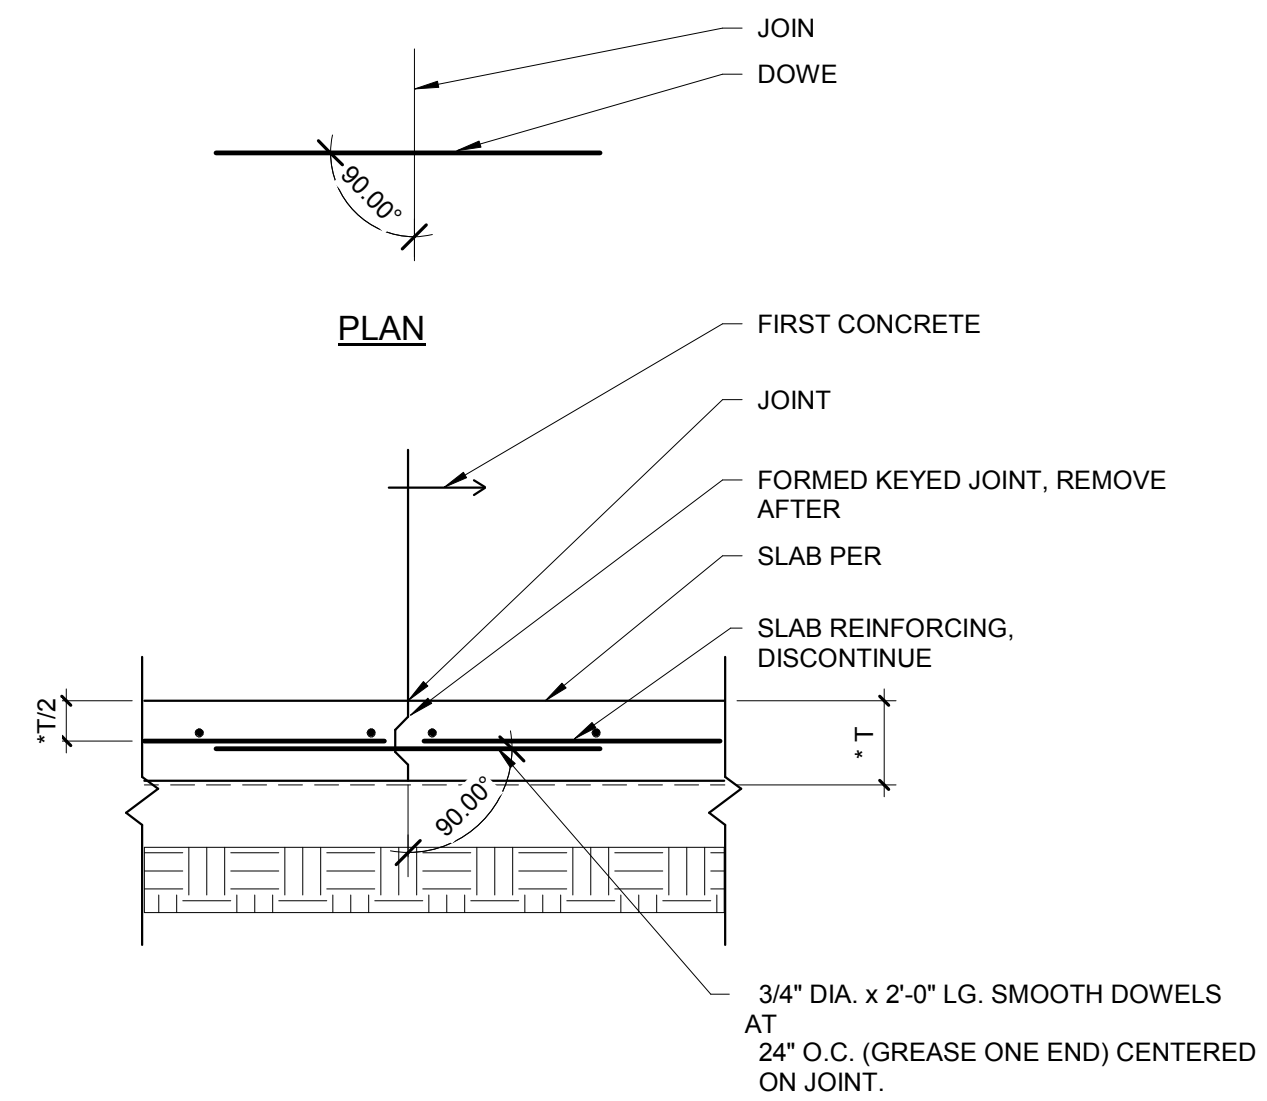 JOIN
DOWE
90.00°
PLAN
FIRST CONCRETE
JOINT
FORMED KEYED JOINT, REMOVE
AFTER
SLAB PER
SLAB REINFORCING,
DISCONTINUE
*T/2
* T
90.00°
3/4" DIA. x 2'-0" LG. SMOOTH DOWELS
AT
24" O.C. (GREASE ONE END) CENTERED
ON JOINT.